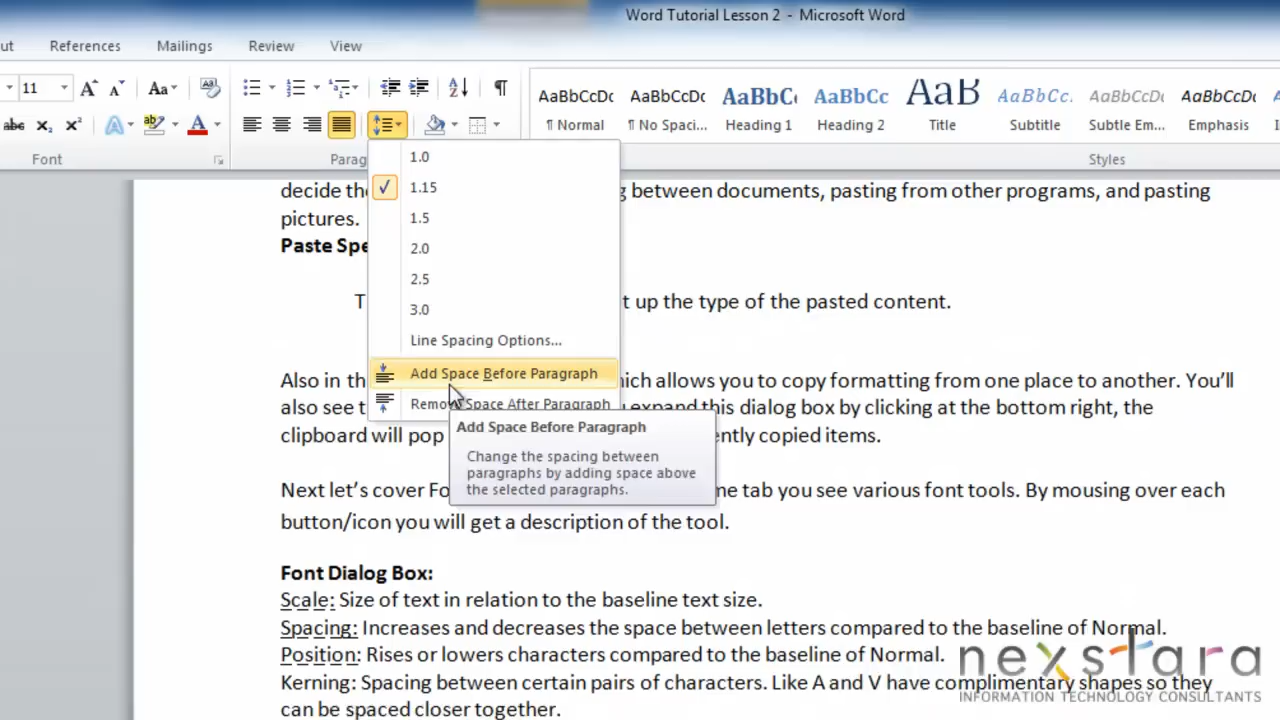 Word Tutorial Lesson 2 - Microsoft Word
ut References Mailings Review View
11 Aa
abc x₂ x² A ab A
AaBbCcDc AaBbCcDc AaBbC AaBbCc AaB AaBbCc. AaBbCcDc AaBbCcDc
¶ Normal ¶ No Spaci... Heading 1 Heading 2 Title Subtitle Subtle Em... Emphasis
Font Parag Styles
1.0
1.15
1.5
2.0
2.5
3.0
Line Spacing Options...
Add Space Before Paragraph
Remove Space After Paragraph
Add Space Before Paragraph
Change the spacing between
paragraphs by adding space above
the selected paragraphs.
decide the g between documents, pasting from other programs, and pasting
pictures.
Paste Spe
T t up the type of the pasted content.
Also in th hich allows you to copy formatting from one place to another. You'll
also see t u expand this dialog box by clicking at the bottom right, the
clipboard will pop ently copied items.
Next let's cover Fo me tab you see various font tools. By mousing over each
button/icon you will get a description of the tool.
Font Dialog Box:
Scale: Size of text in relation to the baseline text size.
Spacing: Increases and decreases the space between letters compared to the baseline of Normal.
Position: Rises or lowers characters compared to the baseline of Normal.
Kerning: Spacing between certain pairs of characters. Like A and V have complimentary shapes so they
can be spaced closer together.
nexstara
INFORMATION TECHNOLOGY CONSULTANTS